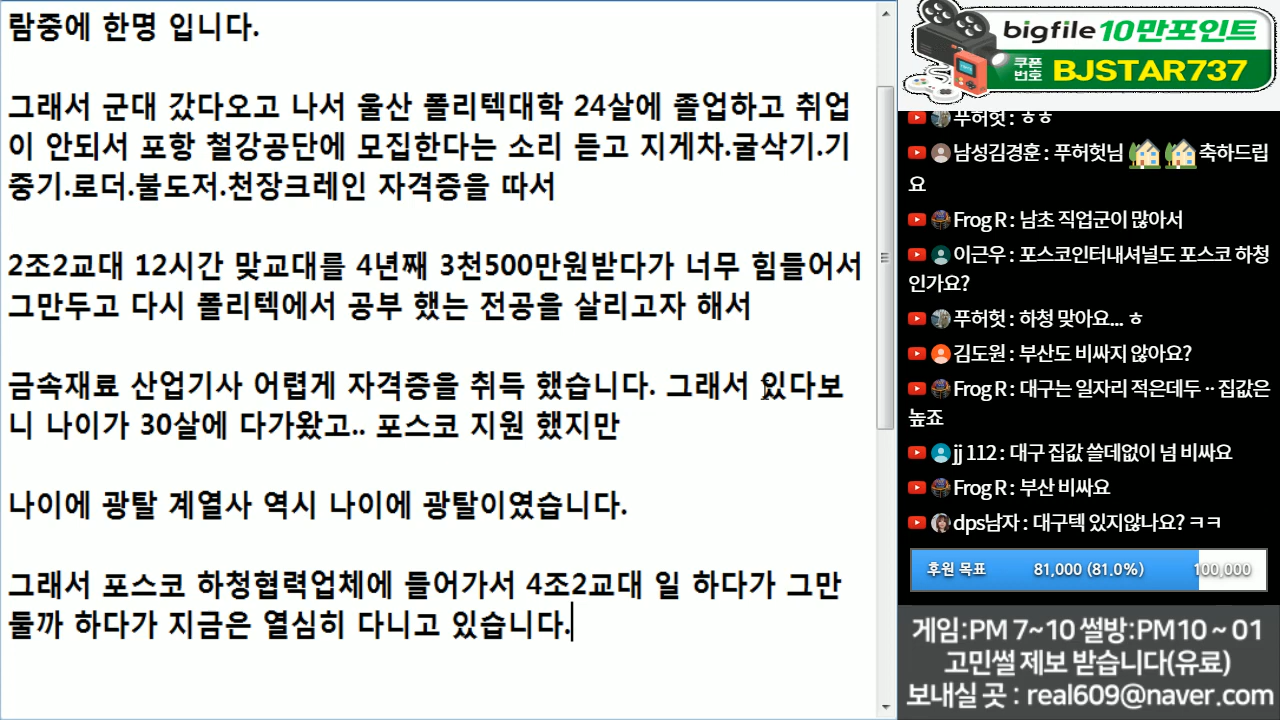 람중에 한명 입니다.
그래서 군대 갔다오고 나서 울산 폴리텍대학 24살에 졸업하고 취업
이 안되서 포항 철강공단에 모집한다는 소리 듣고 지게차.굴삭기.기
중기.로더.불도저.천장크레인 자격증을 따서
2조2교대 12시간 맞교대를 4년째 3천500만원받다가 너무 힘들어서
그만두고 다시 폴리텍에서 공부 했는 전공을 살리고자 해서
금속재료 산업기사 어렵게 자격증을 취득 했습니다. 그래서 있다보
니 나이가 30살에 다가왔고.. 포스코 지원 했지만
나이에 광탈 계열사 역시 나이에 광탈이였습니다.
그래서 포스코 하청협력업체에 들어가서 4조2교대 일 하다가 그만
둘까 하다가 지금은 열심히 다니고 있습니다.
bigfile10만포인트
쿠폰
번호 BJSTAR737
푸허헛 : ㅎㅎ
남성김경훈 : 푸허헛님 축하드립
요
Frog R : 남초 직업군이 많아서
이근우 : 포스코인터내셔널도 포스코 하청
인가요?
푸허헛 : 하청 맞아요... ㅎ
김도원 : 부산도 비싸지 않아요?
Frog R : 대구는 일자리 적은데두 ·· 집값은
높죠
jj 112 : 대구 집값 쓸데없이 넘 비싸요
Frog R : 부산 비싸요
dps남자 : 대구텍 있지않나요? ㅋㅋ
후원 목표 81,000 (81.0%) 100,000
게임:PM 7~10 썰방:PM10 ~ 01
고민썰 제보 받습니다(유료)
보내실 곳 : real609@naver.com